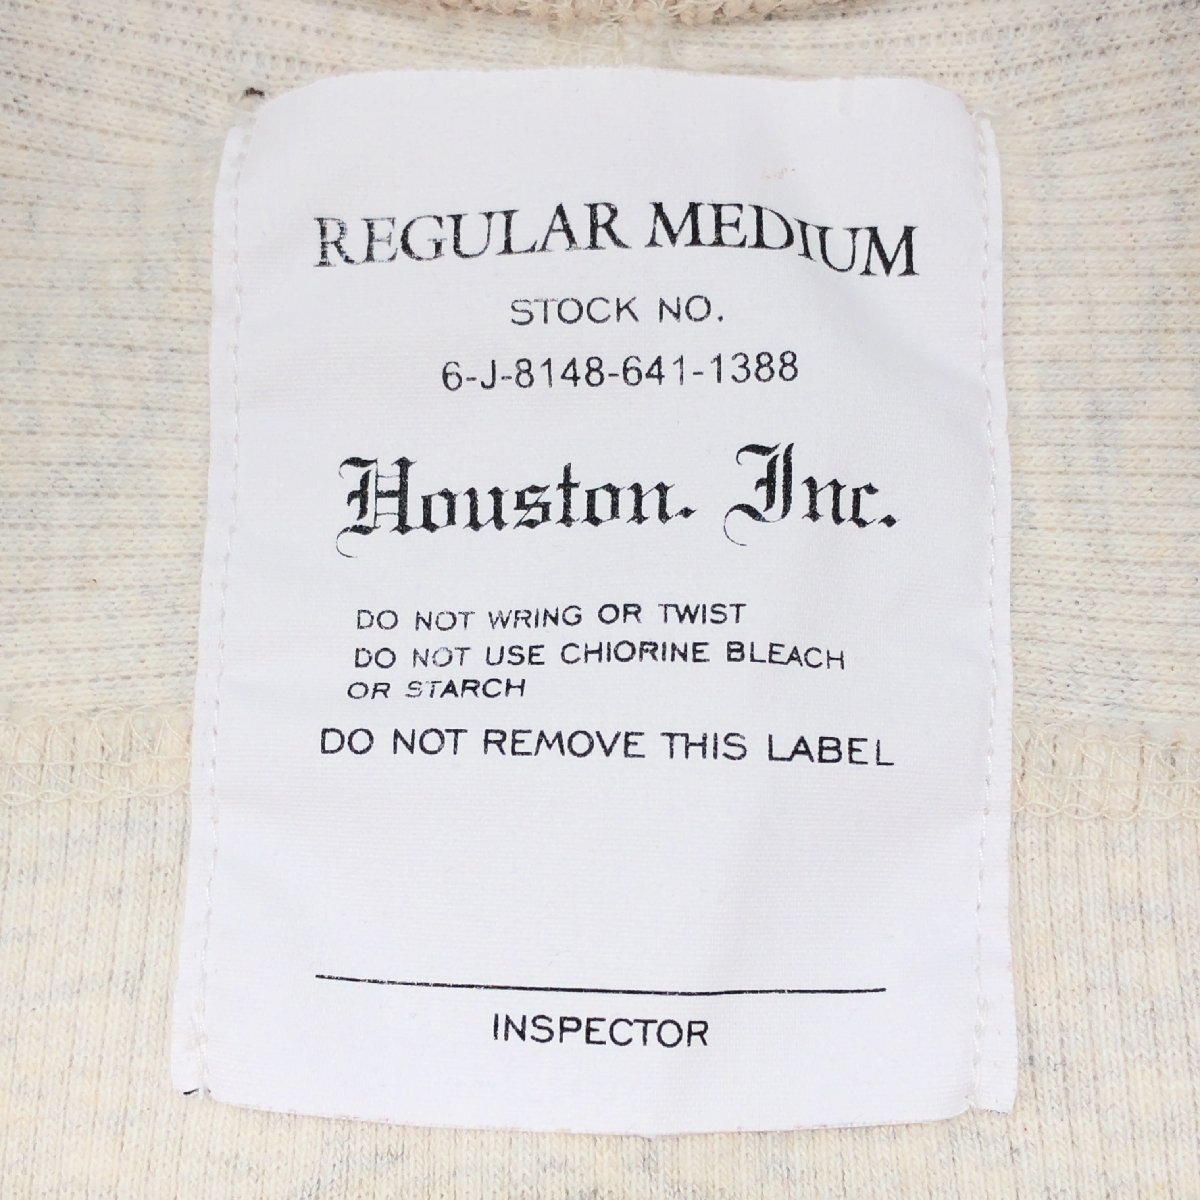 REGULAR MEDIUM
STOCK NO.
6-J-8148-641-1388
Houston. Inc.
DO NOT WRING OR TWIST
DO NOT USE CHIORINE BLEACH
OR STARCH
DO NOT REMOVE THIS LABEL
INSPECTOR